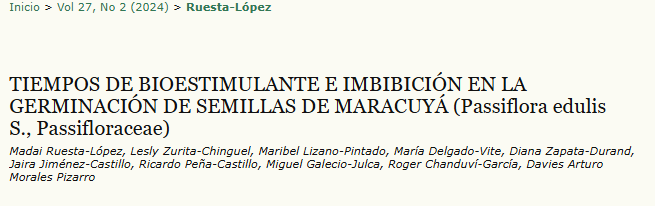 Inicio > Vol 27, No 2 (2024) > Ruesta-López
TIEMPOS DE BIOESTIMULANTE E IMBIBICIÓN EN LA
GERMINACIÓN DE SEMILLAS DE MARACUYÁ (Passiflora edulis
S., Passifloraceae)
Madai Ruesta-López, Lesly Zurita-Chinguel, Maribel Lizano-Pintado, María Delgado-Vite, Diana Zapata-Durand,
Jaira Jiménez-Castillo, Ricardo Peña-Castillo, Miguel Galecio-Julca, Roger Chanduví-García, Davies Arturo
Morales Pizarro